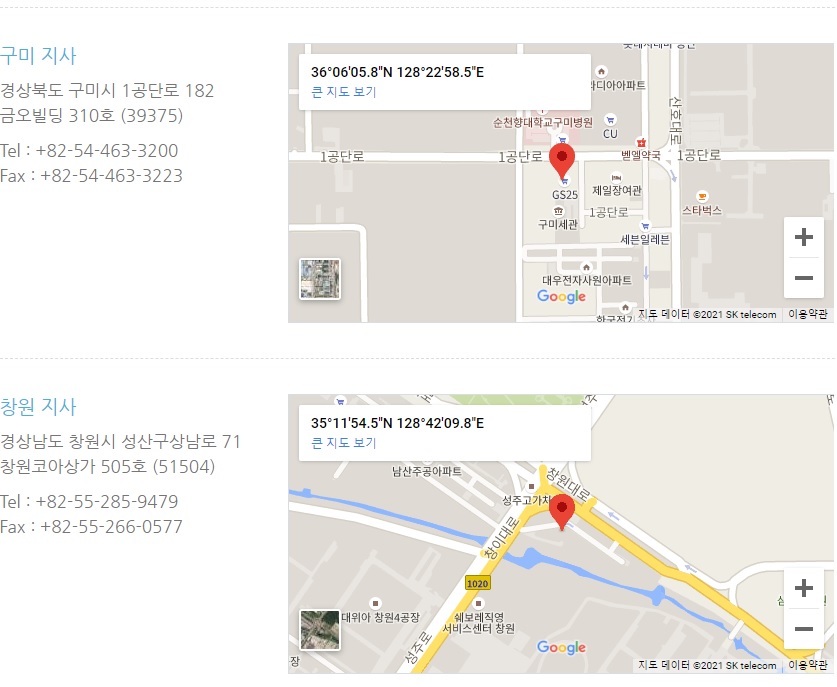 구미 지사
경상북도 구미시 1공단로 182
금오빌딩 310호 (39375)
Tel : +82-54-463-3200
Fax : +82-54-463-3223
36°06'05.8"N 128°22'58.5"E
큰 지도 보기
순천향대학교구미병원
CU
산호대로
1공단로
1공단로
벧엘약국
1공단로
GS25
제일장여관
1공단로
스타벅스
구미세관
세븐일레븐
대우전자사원아파트
Google
지도 데이터 ©2021 SK telecom
이용약관
창원 지사
경상남도 창원시 성산구상남로 71
창원코아상가 505호 (51504)
Tel : +82-55-285-9479
Fax : +82-55-266-0577
35°11'54.5"N 128°42'09.8"E
큰 지도 보기
남산주공아파트
창원대로
성주고가차
창이대로
1020
대위아 창원4공장
쉐보레직영
서비스센터 창원
성주로
장
Google
지도 데이터 ©2021 SK telecom
이용약관